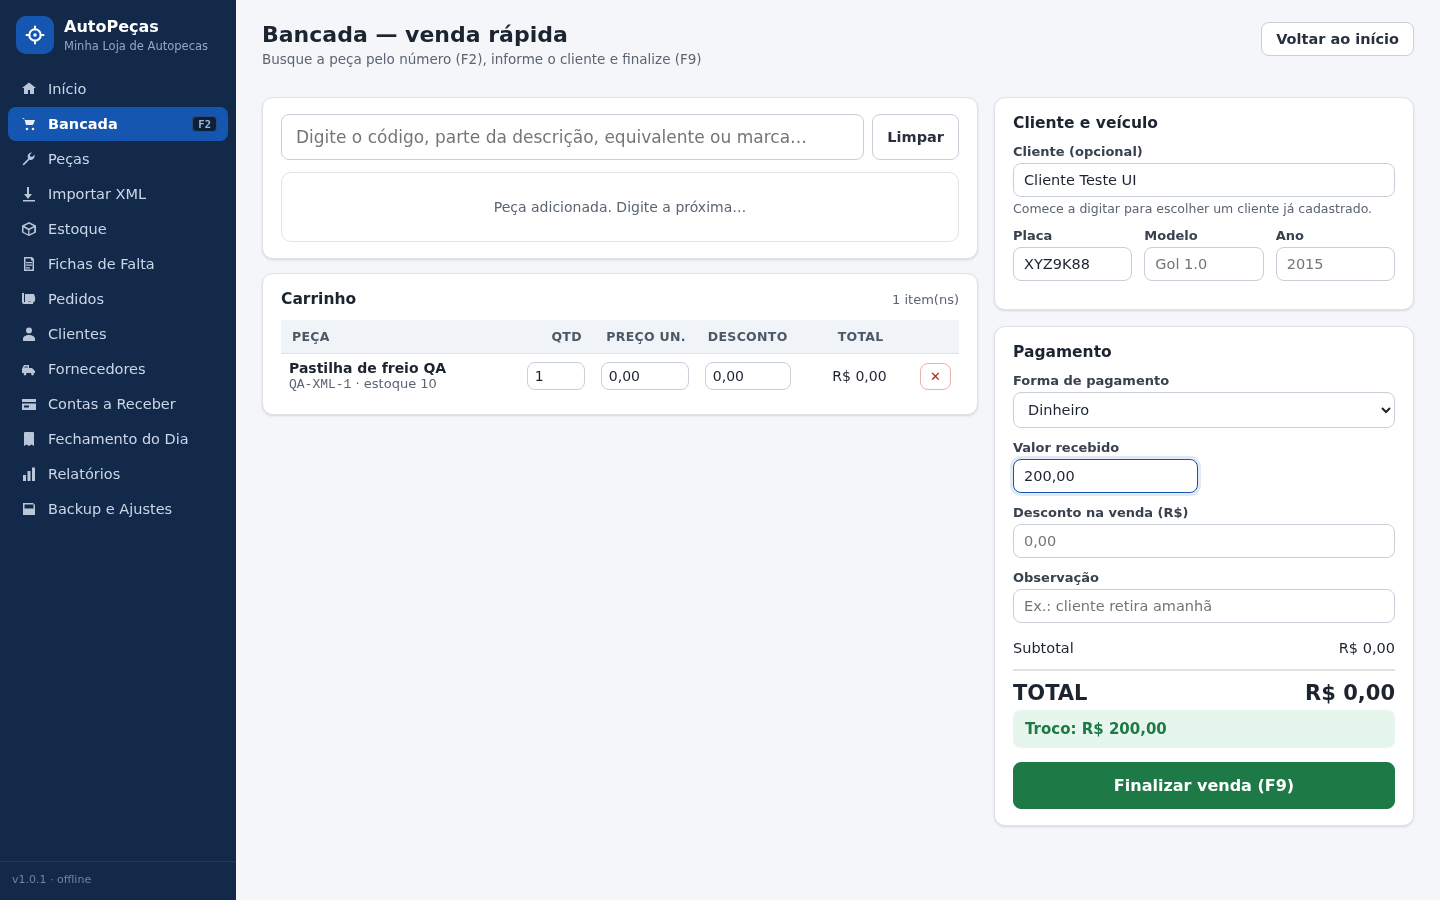 AutoPeças
Minha Loja de Autopecas
Início
Bancada F2
Peças
Importar XML
Estoque
Fichas de Falta
Pedidos
Clientes
Fornecedores
Contas a Receber
Fechamento do Dia
Relatórios
Backup e Ajustes
v1.0.1 · offline
Bancada — venda rápida
Busque a peça pelo número (F2), informe o cliente e finalize (F9)
Voltar ao início
Digite o código, parte da descrição, equivalente ou marca...
Limpar
Peça adicionada. Digite a próxima...
Carrinho
1 item(ns)
PEÇA QTD PREÇO UN. DESCONTO TOTAL
Pastilha de freio QA
QA-XML-1 · estoque 10
1 0,00 0,00 R$ 0,00 ✕
Cliente e veículo
Cliente (opcional)
Cliente Teste UI
Comece a digitar para escolher um cliente já cadastrado.
Placa Modelo Ano
XYZ9K88 Gol 1.0 2015
Pagamento
Forma de pagamento
Dinheiro
Valor recebido
200,00
Desconto na venda (R$)
0,00
Observação
Ex.: cliente retira amanhã
Subtotal R$ 0,00
TOTAL R$ 0,00
Troco: R$ 200,00
Finalizar venda (F9)